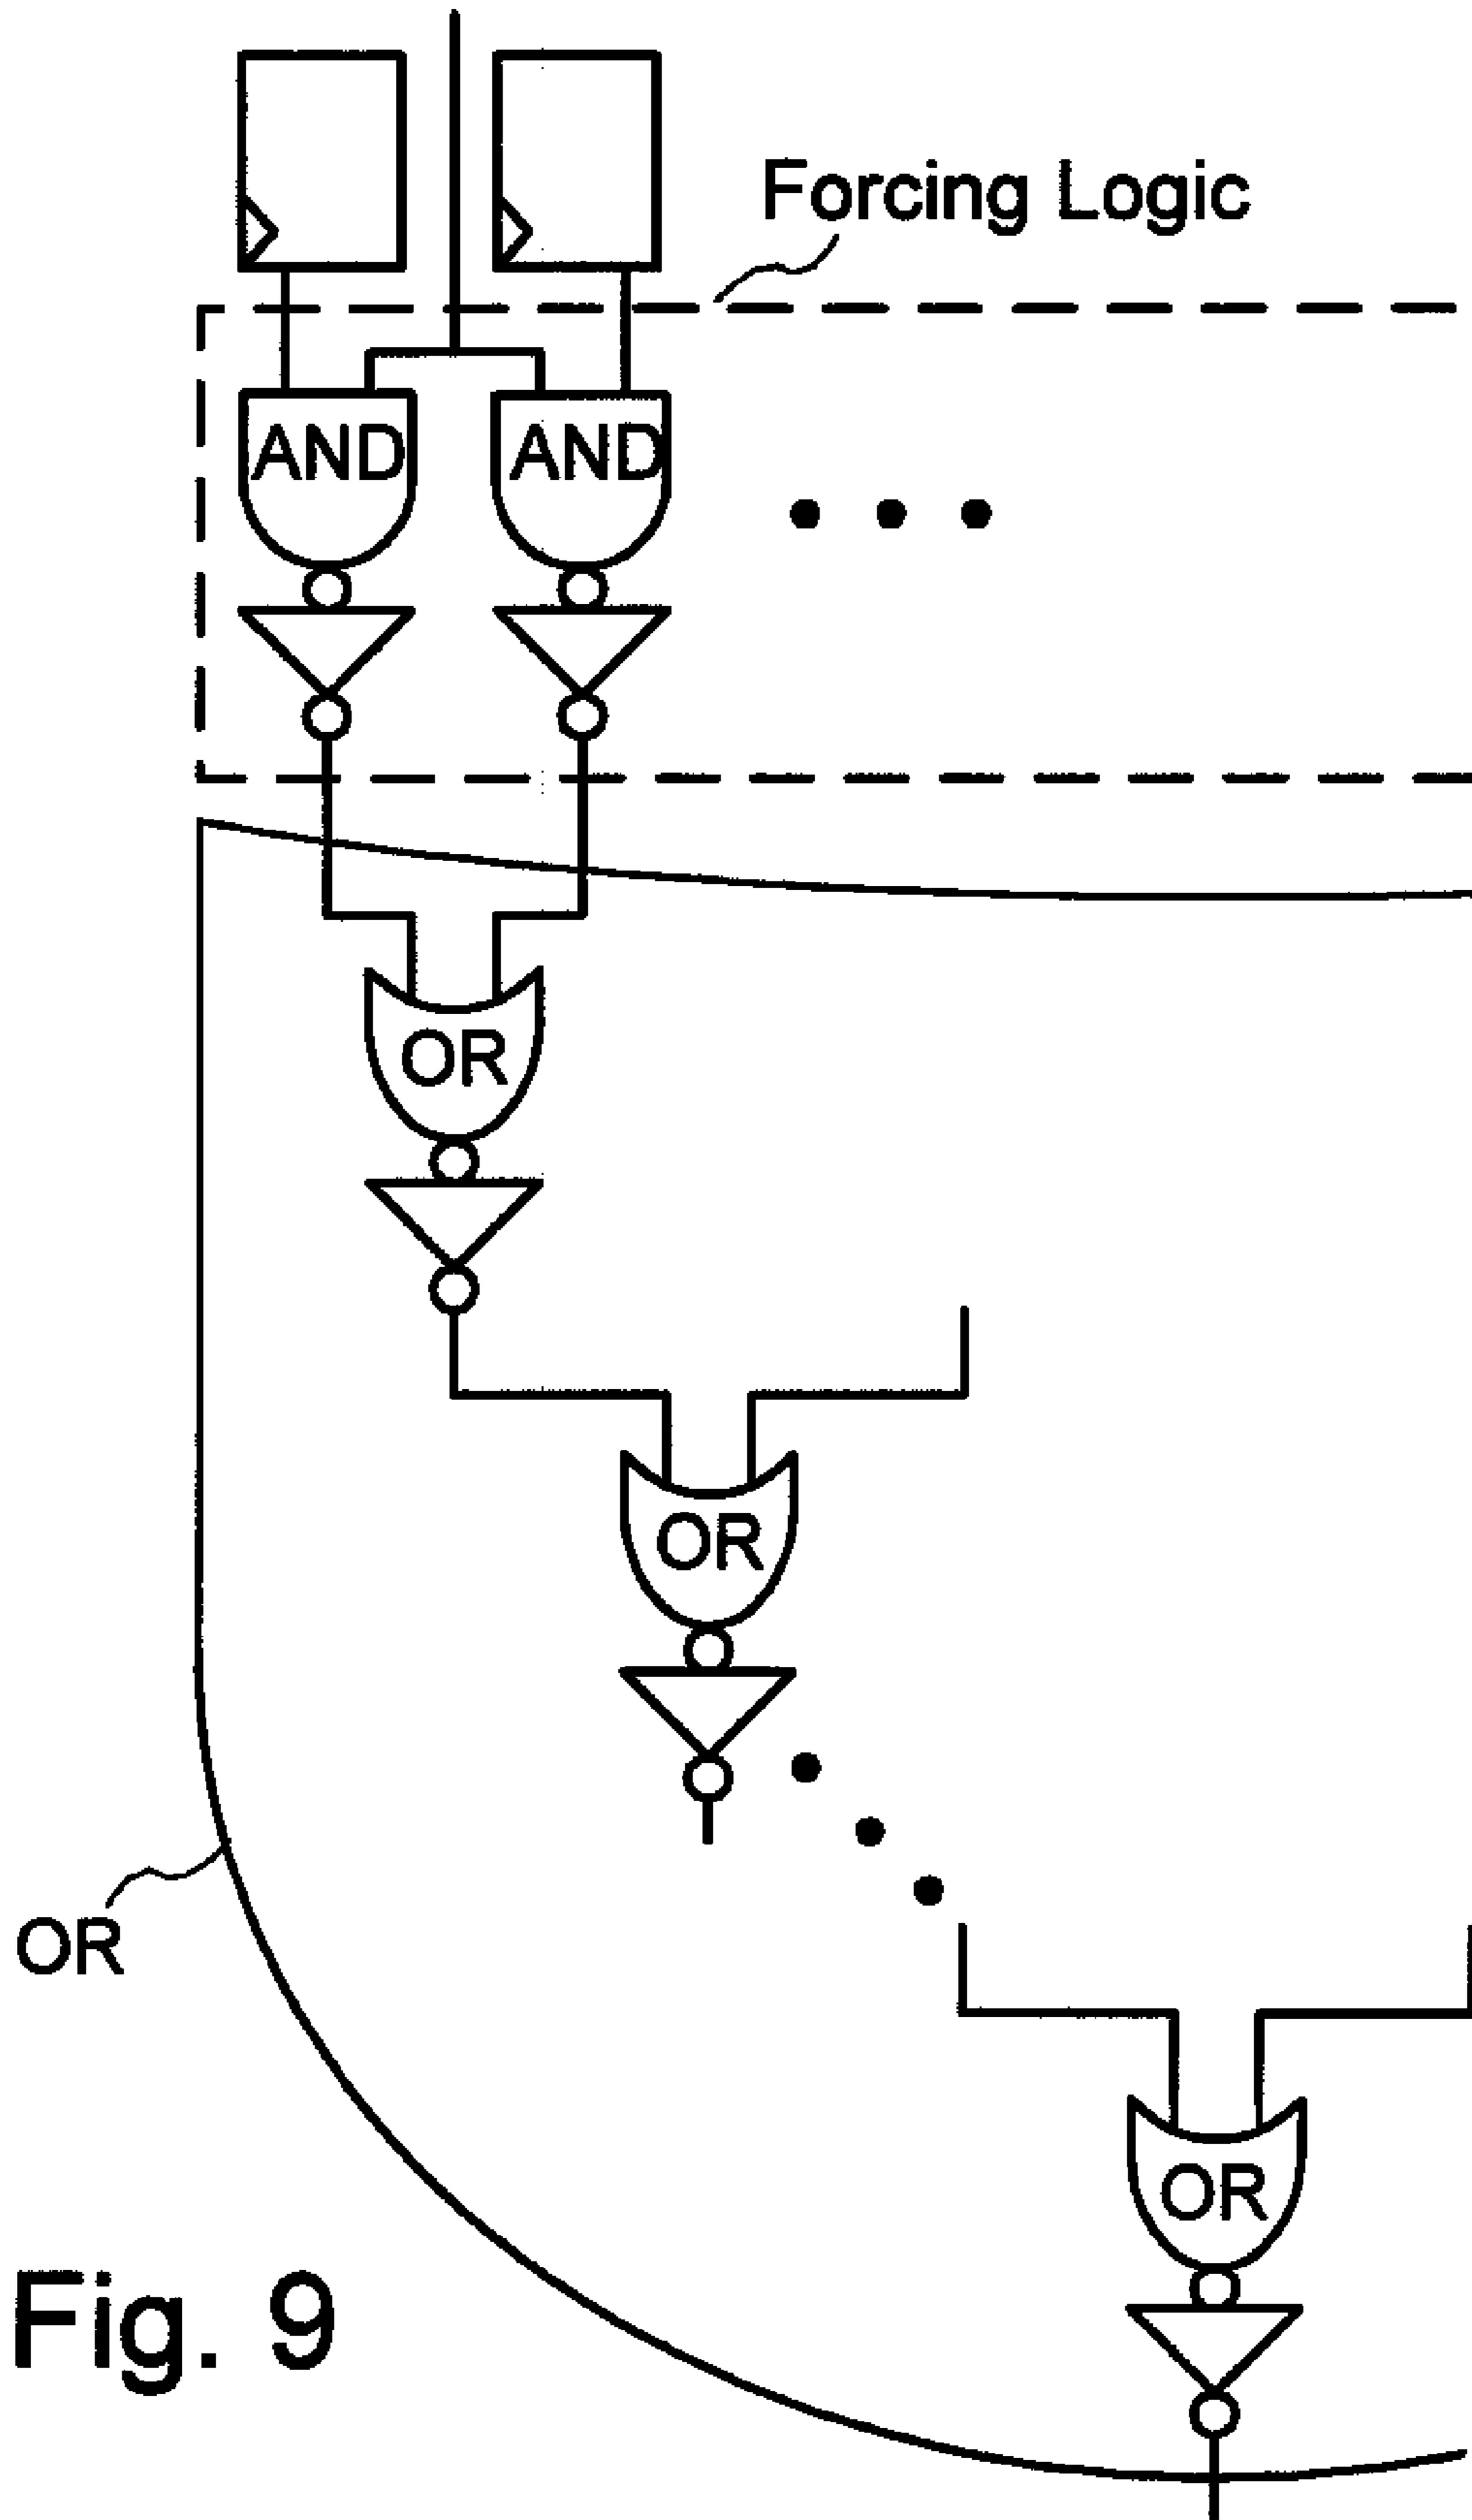 Forcing Logic
AND AND
OR
OR
OR
OR
Fig. 9